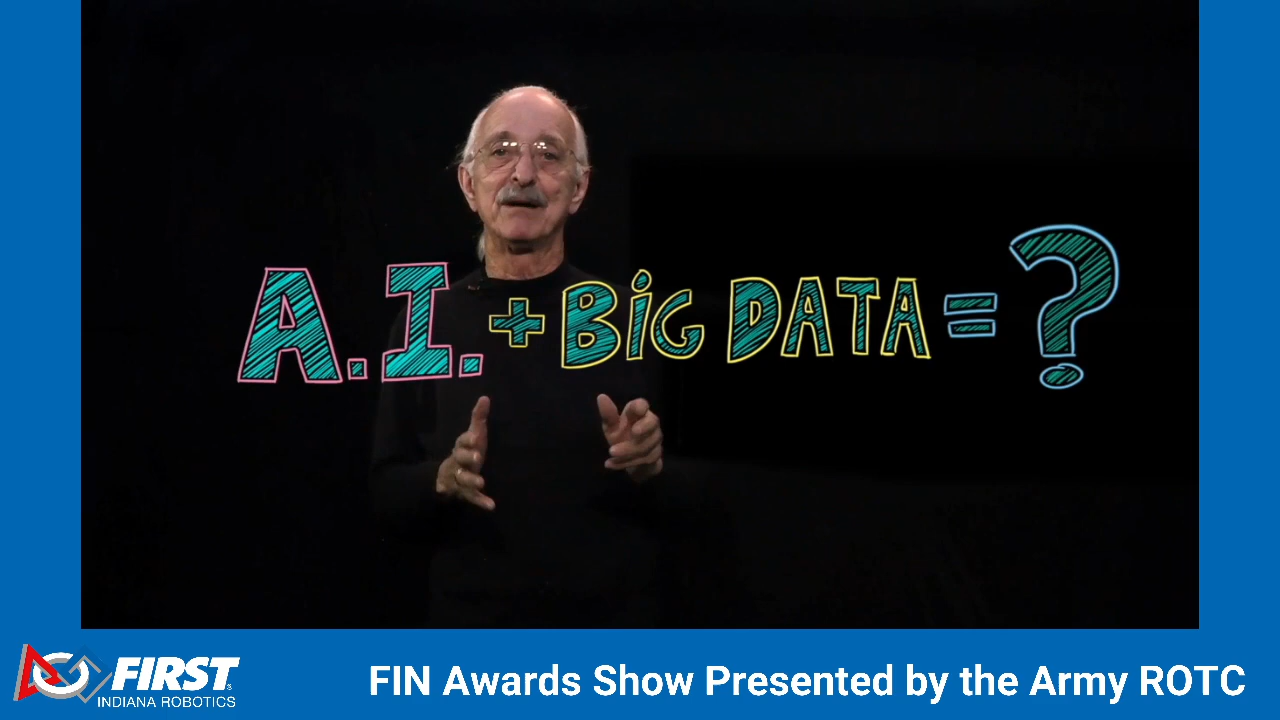 A.I. + BiG DATA = ?
FIRST
INDIANA ROBOTICS
FIN Awards Show Presented by the Army ROTC